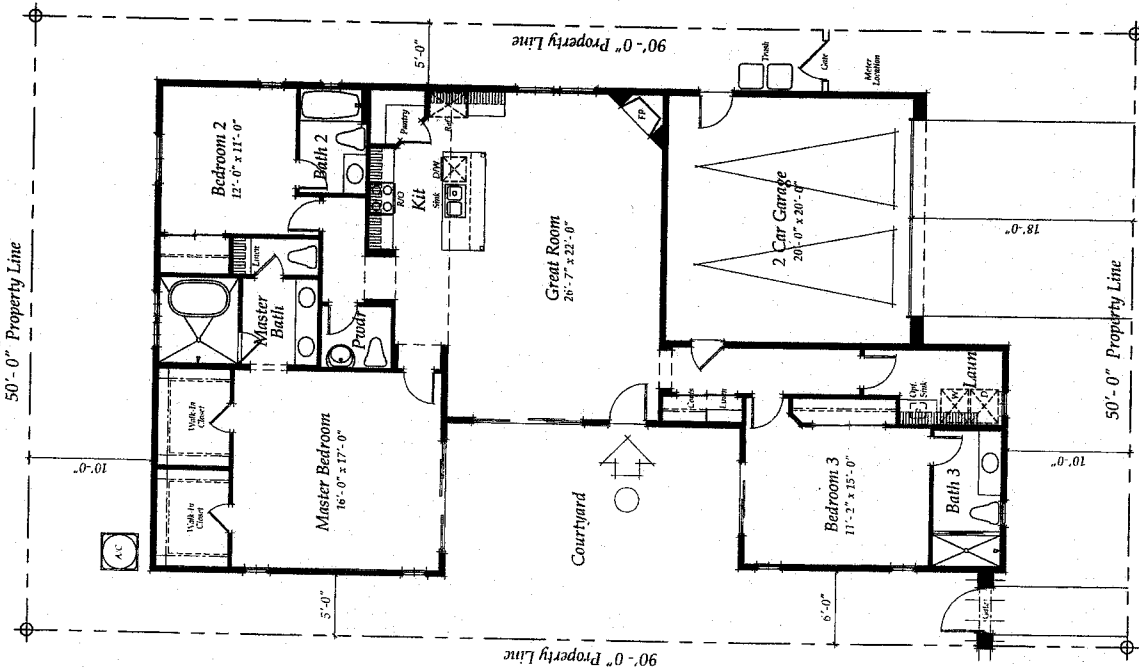 90'-0" Property Line
50'-0" Property Line
5'-0"
Trash
Gate
Meter
Location
Bedroom 2
12'-0" x 11'-0"
Bath 2
Pantry
Ref.
FP
R/O
Kit
Sink
D/W
Linen
Master
Bath
Pwdr
Great Room
26'-7" x 22'-0"
2 Car Garage
20'-0" x 20'-0"
18'-0"
50'-0" Property Line
Walk-In
Closet
Walk-In
Closet
10'-0"
Master Bedroom
16'-0" x 17'-0"
A/C
Coats
Linen
Opt.
Sink
W
D
Laun
Courtyard
Bedroom 3
11'-2" x 15'-0"
Bath 3
10'-0"
5'-0"
6'-0"
Gate
90'-0" Property Line